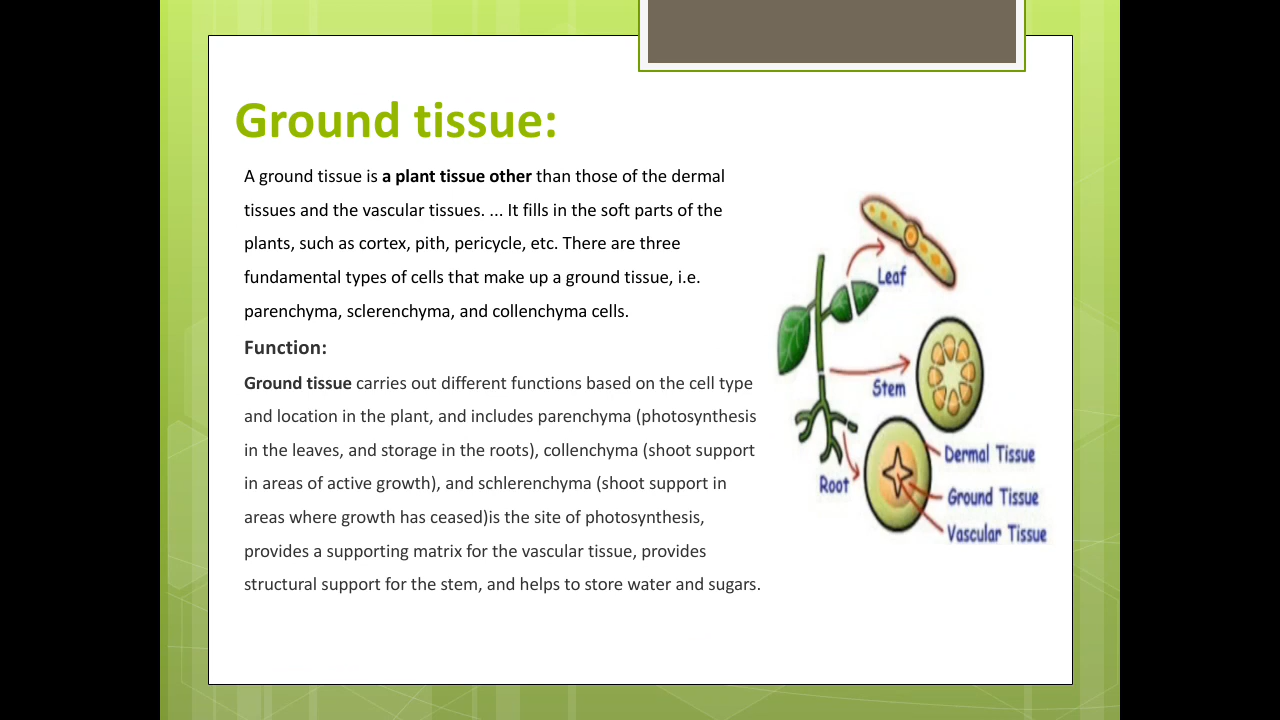 Ground tissue:
A ground tissue is a plant tissue other than those of the dermal
tissues and the vascular tissues. ... It fills in the soft parts of the
plants, such as cortex, pith, pericycle, etc. There are three
fundamental types of cells that make up a ground tissue, i.e.
parenchyma, sclerenchyma, and collenchyma cells.
Function:
Ground tissue carries out different functions based on the cell type
and location in the plant, and includes parenchyma (photosynthesis
in the leaves, and storage in the roots), collenchyma (shoot support
in areas of active growth), and schlerenchyma (shoot support in
areas where growth has ceased)is the site of photosynthesis,
provides a supporting matrix for the vascular tissue, provides
structural support for the stem, and helps to store water and sugars.
Leaf
Stem
Root
Dermal Tissue
Ground Tissue
Vascular Tissue